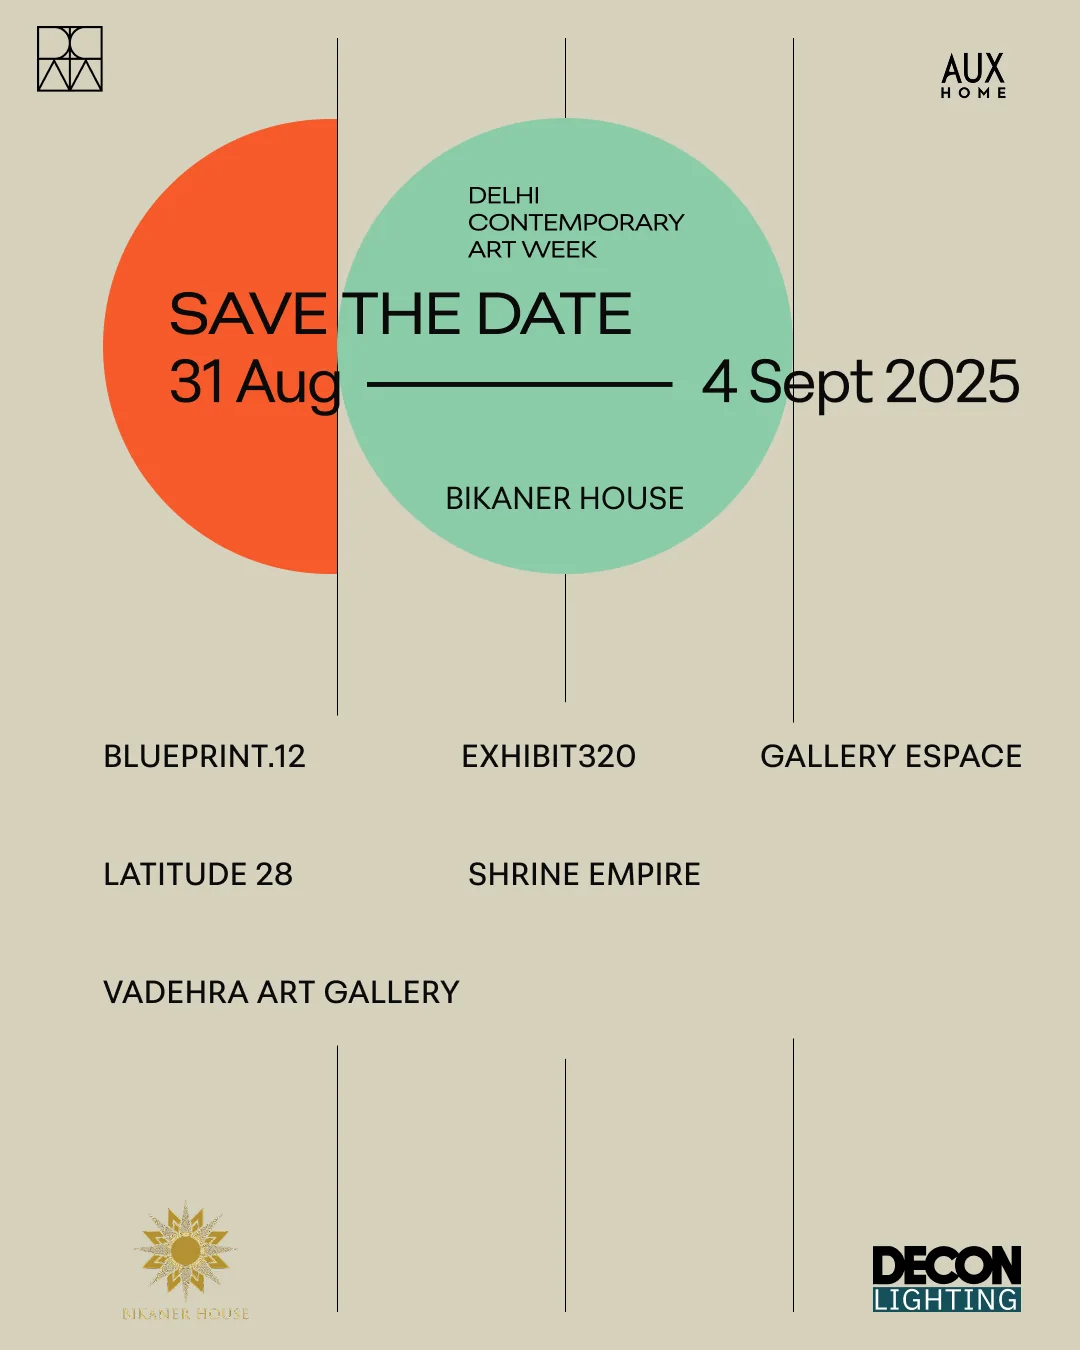 AUX
HOME
DELHI
CONTEMPORARY
ART WEEK
SAVE THE DATE
31 Aug — 4 Sept 2025
BIKANER HOUSE
BLUEPRINT.12
EXHIBIT320
GALLERY ESPACE
LATITUDE 28
SHRINE EMPIRE
VADEHRA ART GALLERY
BIKANER HOUSE
DECON
LIGHTING